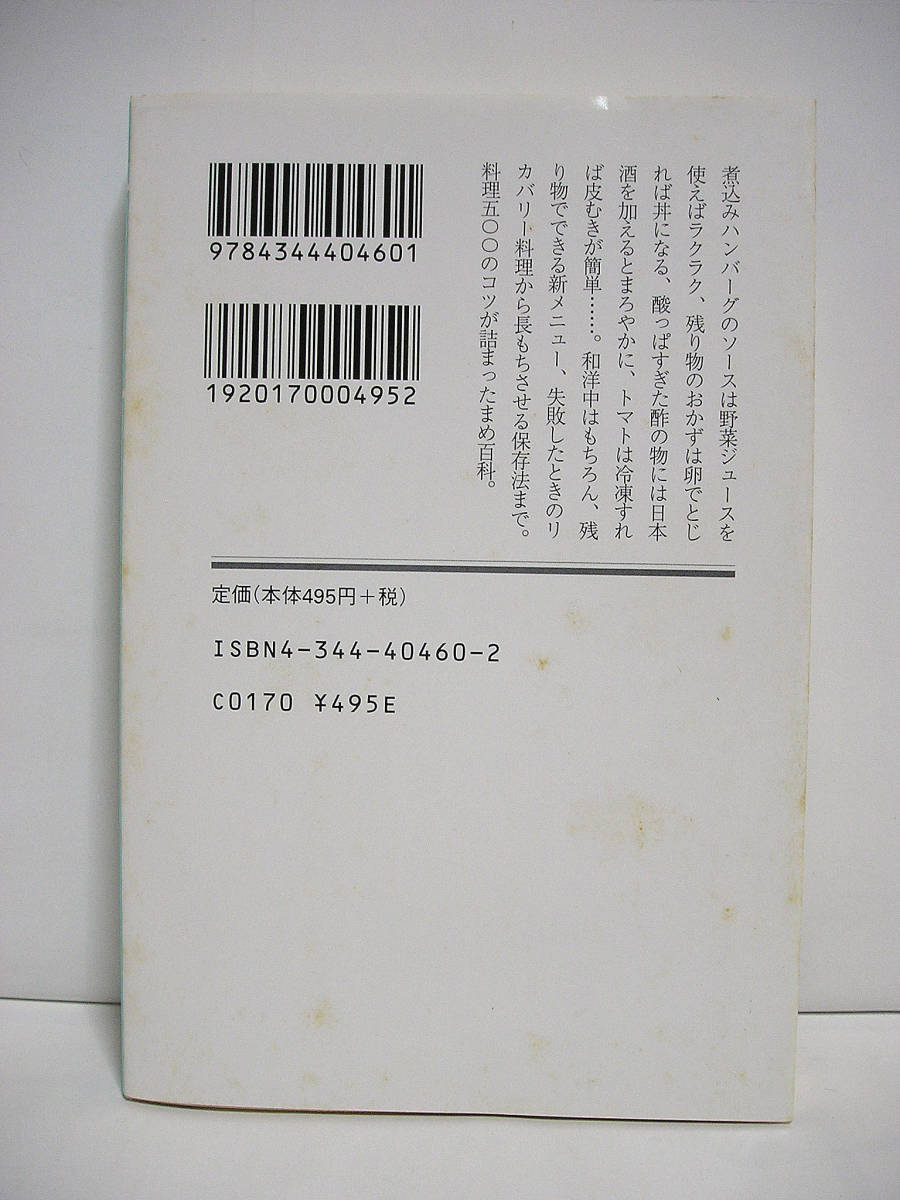 9784344404601
1920170004952
煮込みハンバーグのソースは野菜ジュースを
使えばラクラク、残り物のおかずは卵でとじ
れば丼になる、酸っぱすぎた酢の物には日本
酒を加えるとまろやかに、トマトは冷凍すれ
ば皮むきが簡単……。和洋中はもちろん、残
り物でできる新メニュー、失敗したときのリ
カバリー料理から長もちさせる保存法まで。
料理五〇〇のコツが詰まったまめ百科。
定価(本体495円＋税)
ISBN4-344-40460-2
C0170 ¥495E